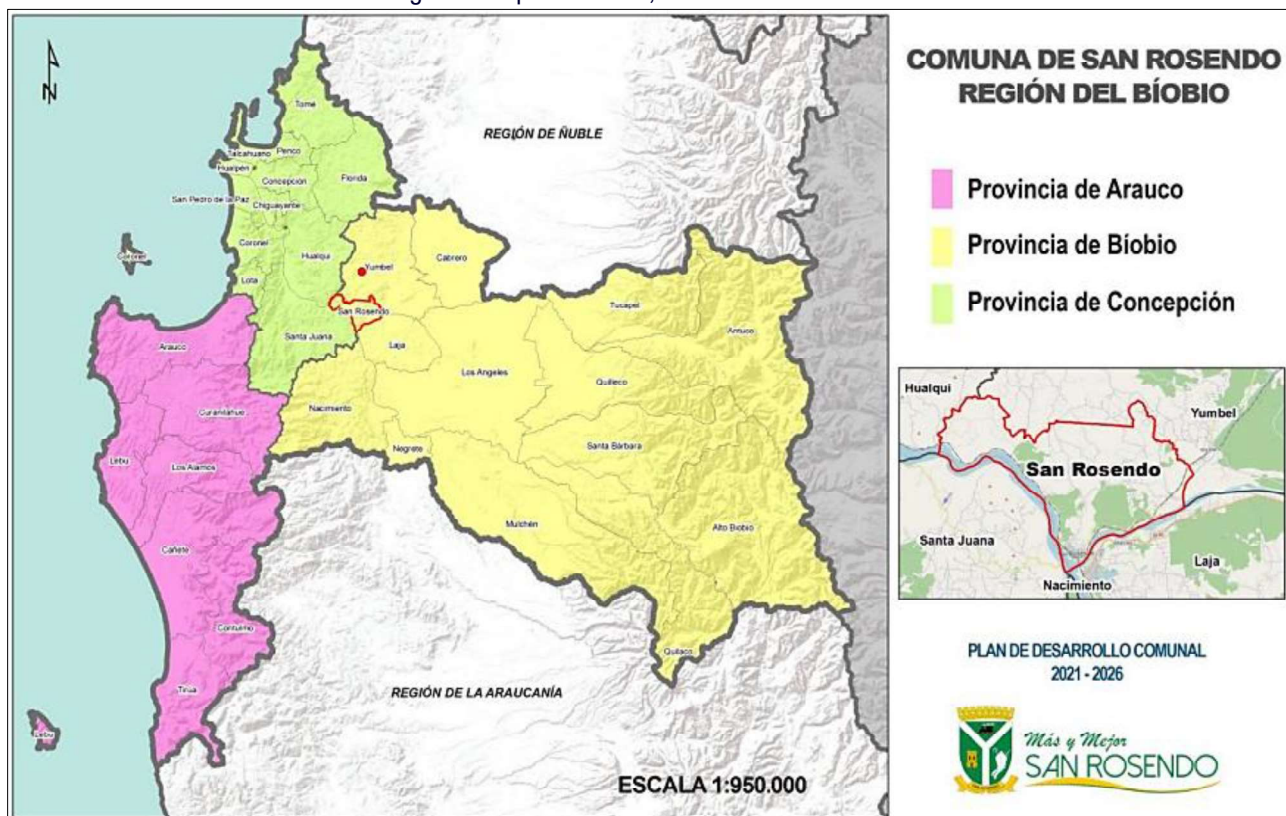 COMUNA DE SAN ROSENDO
REGIÓN DEL BÍOBIO
Provincia de Arauco
Provincia de Bíobio
Provincia de Concepción
N
REGIÓN DE ÑUBLE
Tomé
Talcahuano
Penco
Hualpén
Concepción
Florida
San Pedro de la Paz
Chiguayante
Coronel
Hualqui
Yumbel
Cabrero
Coronel
Lota
San Rosendo
Tucapel
Antuco
Santa Juana
Laja
Arauco
Los Angeles
Quilleco
Nacimiento
Curanilahue
Negrete
Santa Bárbara
Lebu
Los Alamos
Mulchén
Alto Biobio
Cañete
Contulmo
Quilaco
Tirúa
REGIÓN DE LA ARAUCANÍA
Lebu
ESCALA 1:950.000
Hualqui
Yumbel
San Rosendo
Santa Juana
Laja
Nacimiento
PLAN DE DESARROLLO COMUNAL
2021 - 2026
Más y Mejor
SAN ROSENDO